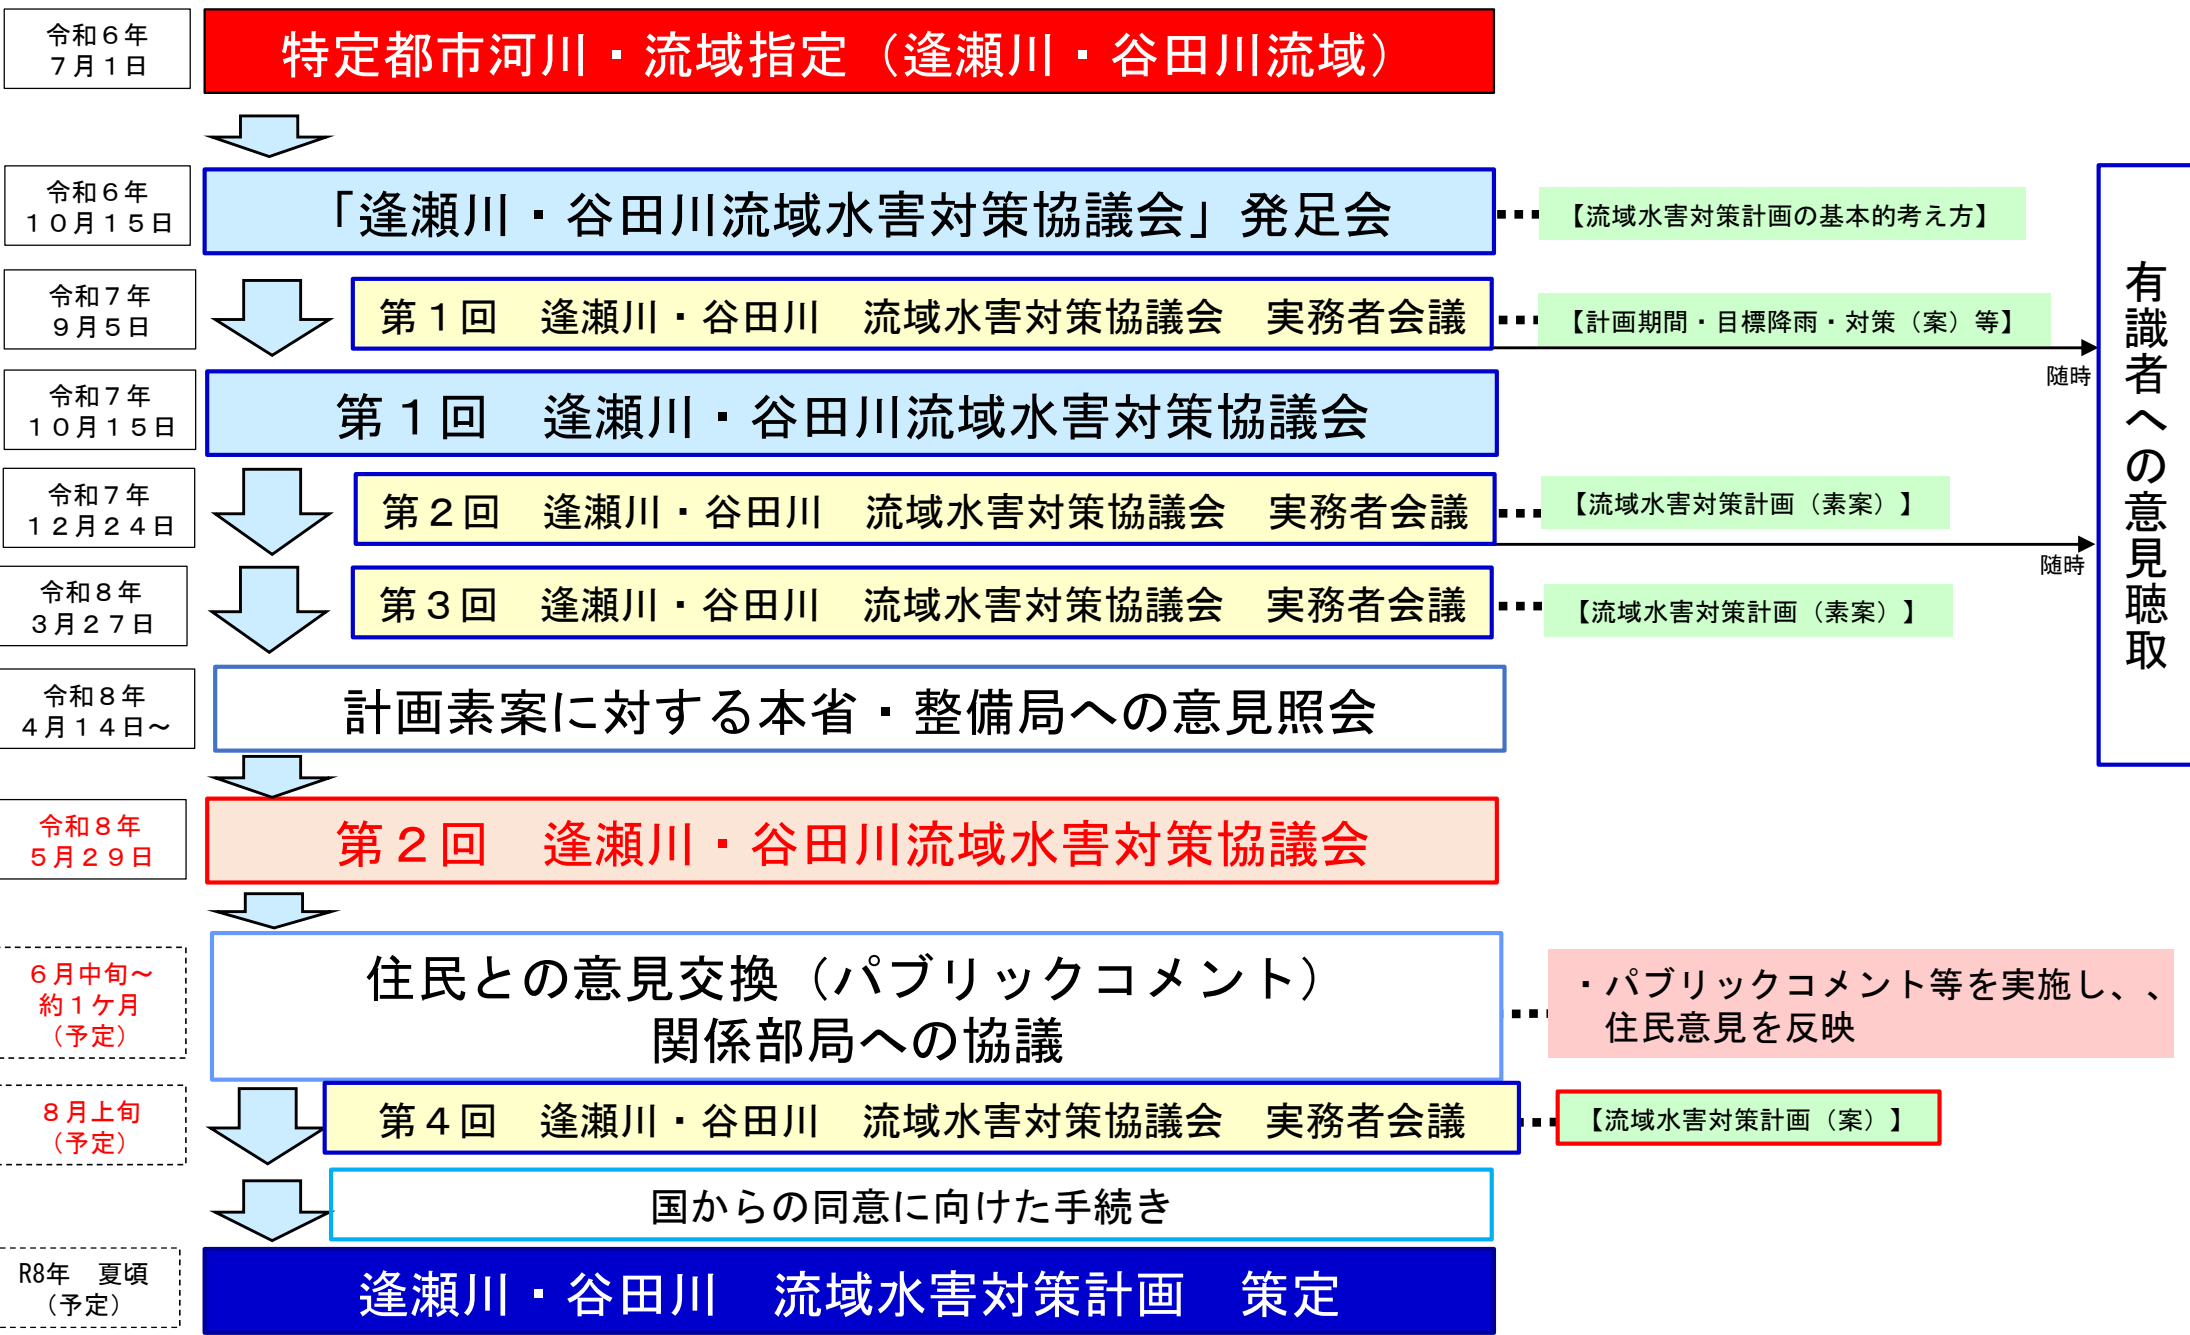 令和６年
７月１日
特定都市河川・流域指定（逢瀬川・谷田川流域）
令和６年
１０月１５日
「逢瀬川・谷田川流域水害対策協議会」発足会
【流域水害対策計画の基本的考え方】
令和７年
９月５日
第１回　逢瀬川・谷田川　流域水害対策協議会　実務者会議
【計画期間・目標降雨・対策（案）等】
随時
令和７年
１０月１５日
第１回　逢瀬川・谷田川流域水害対策協議会
令和７年
１２月２４日
第２回　逢瀬川・谷田川　流域水害対策協議会　実務者会議
【流域水害対策計画（素案）】
随時
令和８年
３月２７日
第３回　逢瀬川・谷田川　流域水害対策協議会　実務者会議
【流域水害対策計画（素案）】
有識者への意見聴取
令和８年
４月１４日～
計画素案に対する本省・整備局への意見照会
令和８年
５月２９日
第２回　逢瀬川・谷田川流域水害対策協議会
６月中旬～
約１ケ月
（予定）
住民との意見交換（パブリックコメント）
関係部局への協議
・パブリックコメント等を実施し、、
住民意見を反映
８月上旬
（予定）
第４回　逢瀬川・谷田川　流域水害対策協議会　実務者会議
【流域水害対策計画（案）】
国からの同意に向けた手続き
R8年　夏頃
（予定）
逢瀬川・谷田川　流域水害対策計画　策定